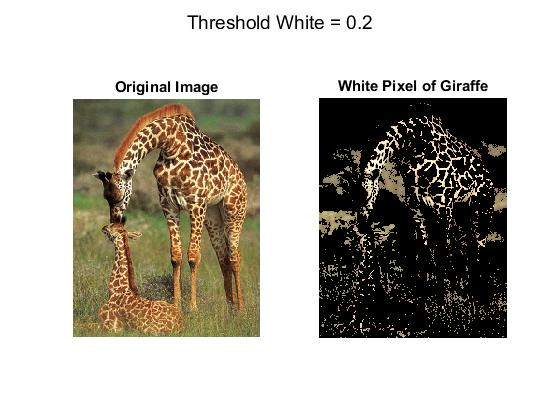 Threshold White = 0.2
Original Image
White Pixel of Giraffe